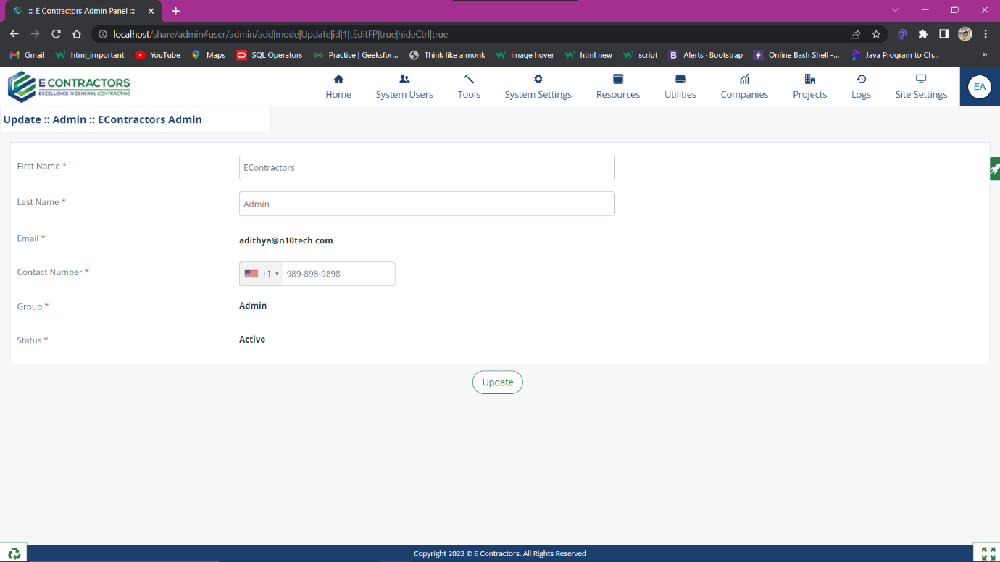 ::: E Contractors Admin Panel :::
localhost/share/admin#user/admin/add|mode|Update|id|1|tEditFP|true|hideCtrl|true
Gmail html_important YouTube Maps SQL Operators Practice | Geeksfor... Think like a monk image hover html new script B Alerts · Bootstrap Online Bash Shell -... Java Program to Ch... »
E CONTRACTORS
EXCELLENCE IN GENERAL CONTRACTING
Home System Users Tools System Settings Resources Utilities Companies Projects Logs Site Settings EA
Update :: Admin :: EContractors Admin
First Name * EContractors
Last Name * Admin
Email * adithya@n10tech.com
Contact Number * +1 989-898-9898
Group * Admin
Status * Active
Update
Copyright 2023 © E Contractors. All Rights Reserved